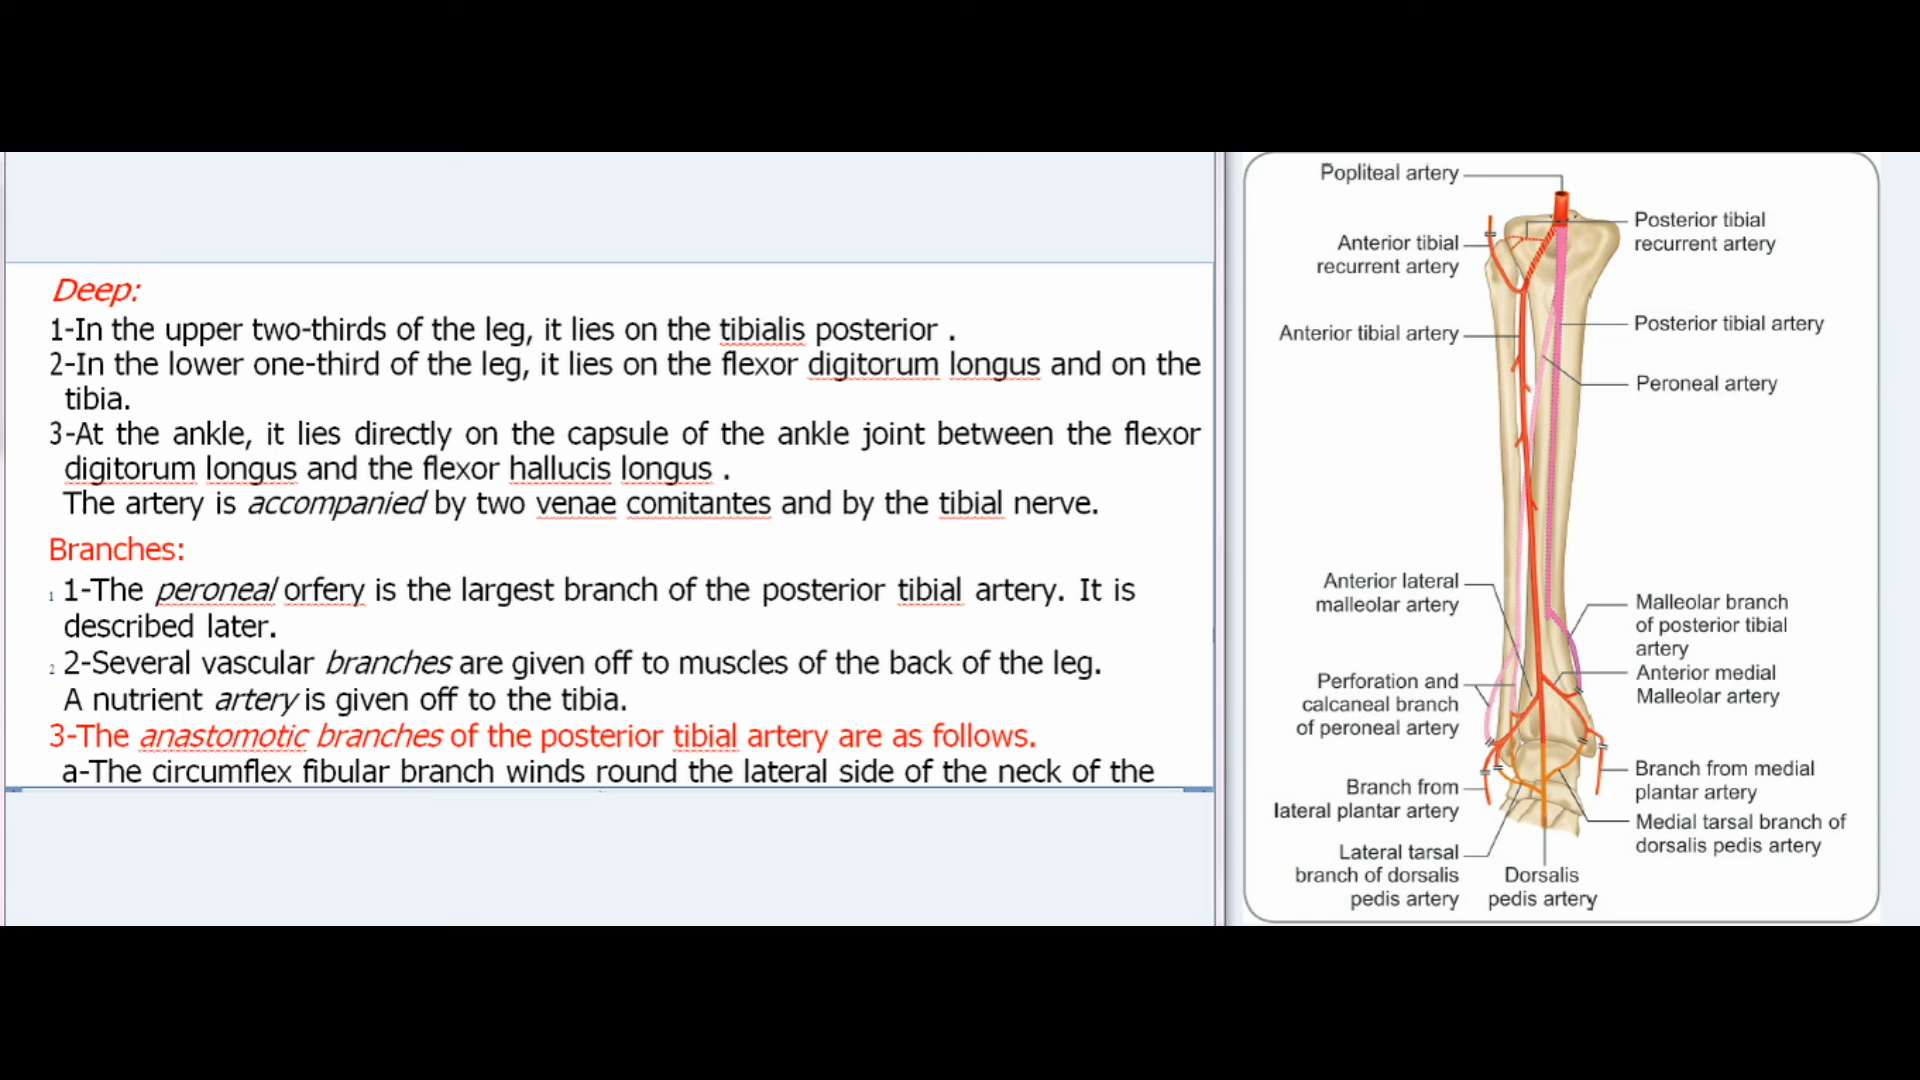 Deep:
1-In the upper two-thirds of the leg, it lies on the tibialis posterior .
2-In the lower one-third of the leg, it lies on the flexor digitorum longus and on the
tibia.
3-At the ankle, it lies directly on the capsule of the ankle joint between the flexor
digitorum longus and the flexor hallucis longus .
The artery is accompanied by two venae comitantes and by the tibial nerve.
Branches:
1 1-The peroneal orfery is the largest branch of the posterior tibial artery. It is
described later.
2 2-Several vascular branches are given off to muscles of the back of the leg.
A nutrient artery is given off to the tibia.
3-The anastomotic branches of the posterior tibial artery are as follows.
a-The circumflex fibular branch winds round the lateral side of the neck of the
Popliteal artery
Anterior tibial
recurrent artery
Anterior tibial artery
Anterior lateral
malleolar artery
Perforation and
calcaneal branch
of peroneal artery
Branch from
lateral plantar artery
Lateral tarsal
branch of dorsalis
pedis artery
Dorsalis
pedis artery
Posterior tibial
recurrent artery
Posterior tibial artery
Peroneal artery
Malleolar branch
of posterior tibial
artery
Anterior medial
Malleolar artery
Branch from medial
plantar artery
Medial tarsal branch of
dorsalis pedis artery